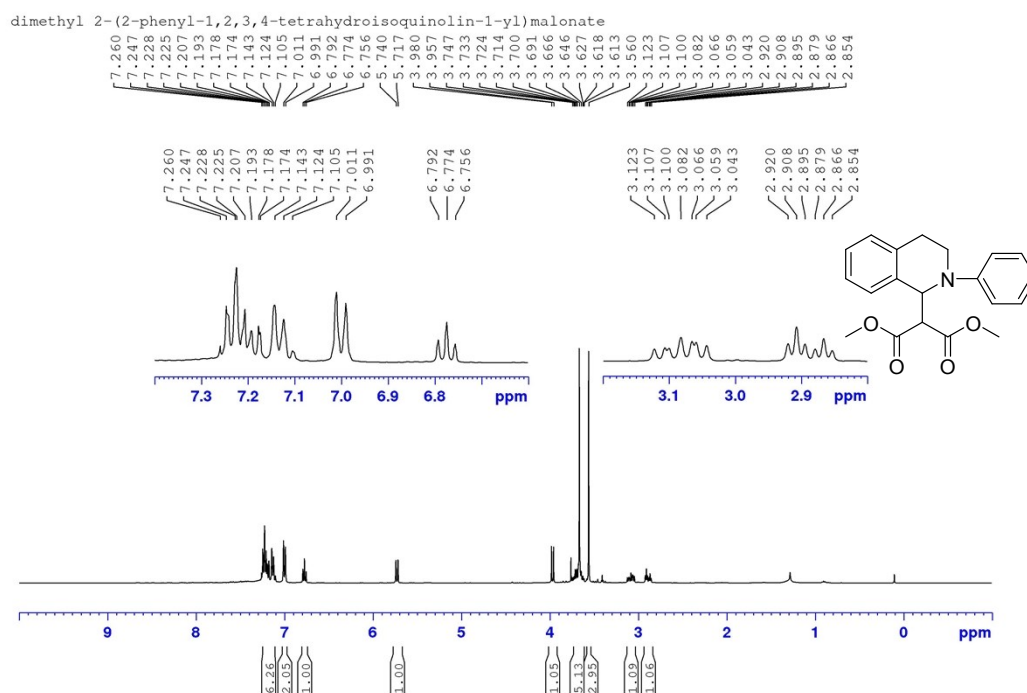 dimethyl 2-(2-phenyl-1,2,3,4-tetrahydroisoquinolin-1-yl)malonate
7.260 7.247 7.228 7.225 7.207 7.193 7.178 7.174 7.143 7.124 7.105 7.011 6.991 6.792 6.774 6.756 5.740 5.717 3.980 3.957 3.747 3.733 3.724 3.714 3.700 3.691 3.666 3.646 3.627 3.618 3.613 3.560 3.123 3.107 3.100 3.082 3.066 3.059 3.043 2.920 2.908 2.895 2.879 2.866 2.854
7.260 7.247 7.228 7.225 7.207 7.193 7.178 7.174 7.143 7.124 7.105 7.011 6.991 6.792 6.774 6.756 3.123 3.107 3.100 3.082 3.066 3.059 3.043 2.920 2.908 2.895 2.879 2.866 2.854
N
O O
O O
7.3 7.2 7.1 7.0 6.9 6.8 ppm 3.1 3.0 2.9 ppm
9 8 7 6 5 4 3 2 1 0 ppm
6.26 2.05 1.00 1.00 1.05 5.13 2.95 1.09 1.06